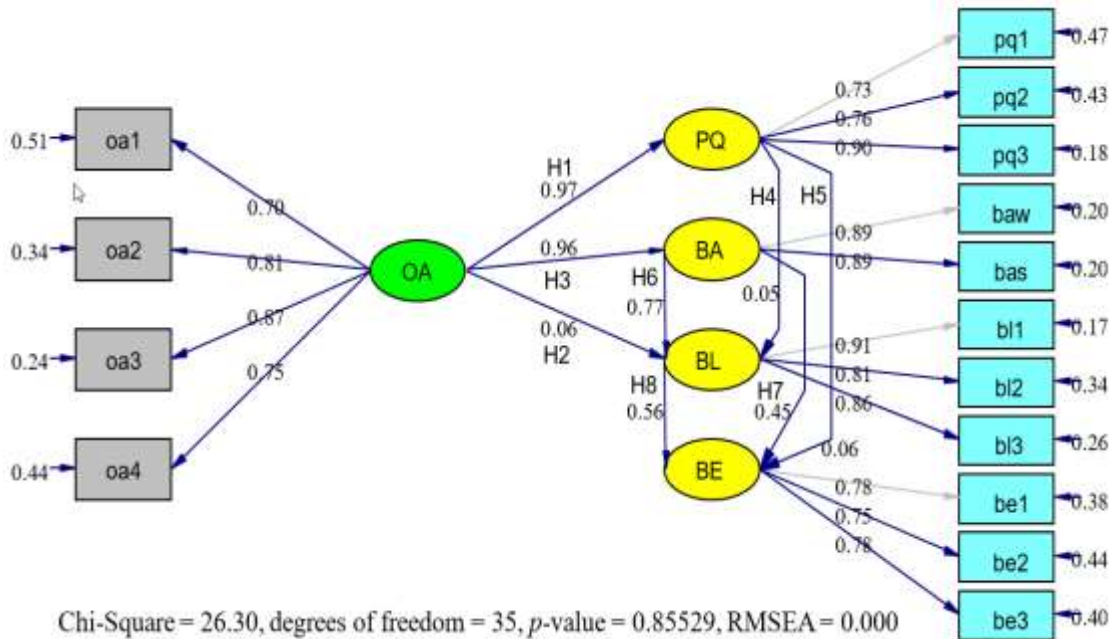 pq1
0.47
0.73
pq2
0.43
0.76
oa1
0.51
PQ
pq3
0.18
0.90
H1
0.97
H4
H5
0.70
baw
0.20
0.89
oa2
0.34
0.81
OA
0.96
BA
bas
0.20
0.89
H3
H6
0.77
0.05
0.06
H2
bl1
0.17
0.91
oa3
0.24
0.87
BL
0.75
bl2
0.34
0.81
H8
0.56
H7
0.45
0.86
bl3
0.26
0.06
oa4
0.44
BE
0.78
be1
0.38
0.75
be2
0.44
0.78
be3
0.40
Chi-Square = 26.30, degrees of freedom = 35, p-value = 0.85529, RMSEA = 0.000